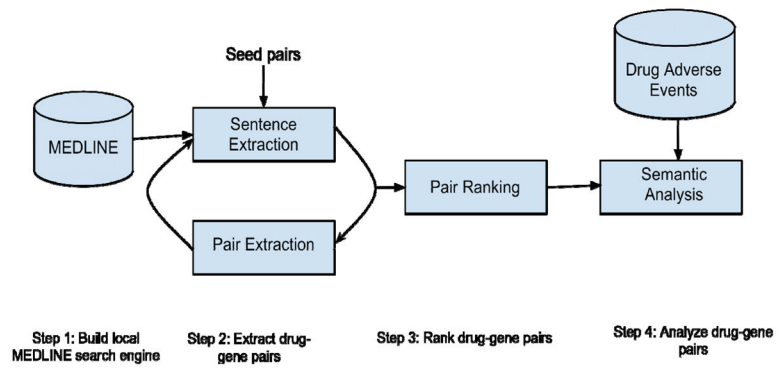 Seed pairs
Drug Adverse
Events
MEDLINE
Sentence
Extraction
Pair Ranking
Semantic
Analysis
Pair Extraction
Step 1: Build local
MEDLINE search engine
Step 2: Extract drug-
gene pairs
Step 3: Rank drug-gene pairs
Step 4: Analyze drug-gene
pairs